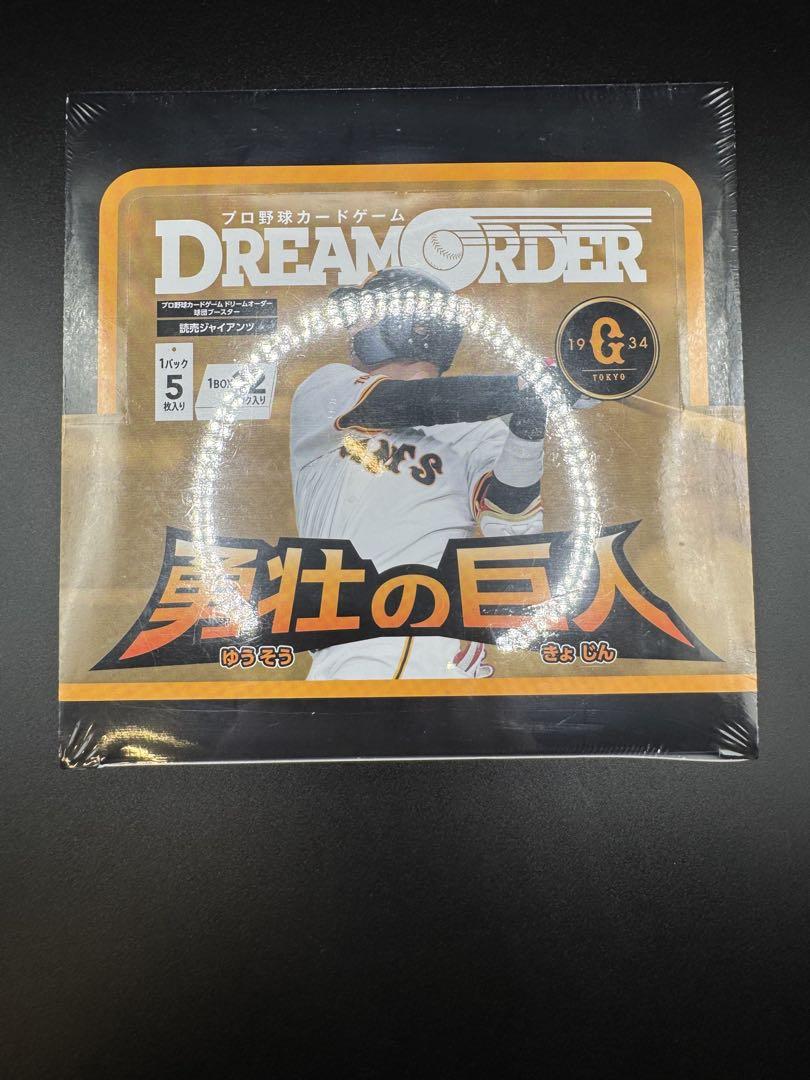 プロ野球カードゲーム
DREAM ORDER
プロ野球カードゲーム ドリームオーダー
球団ブースター
読売ジャイアンツ
1パック
5
枚入り
1BOX
19 G 34
TOKYO
勇壮の巨人
ゆうそう きょじん